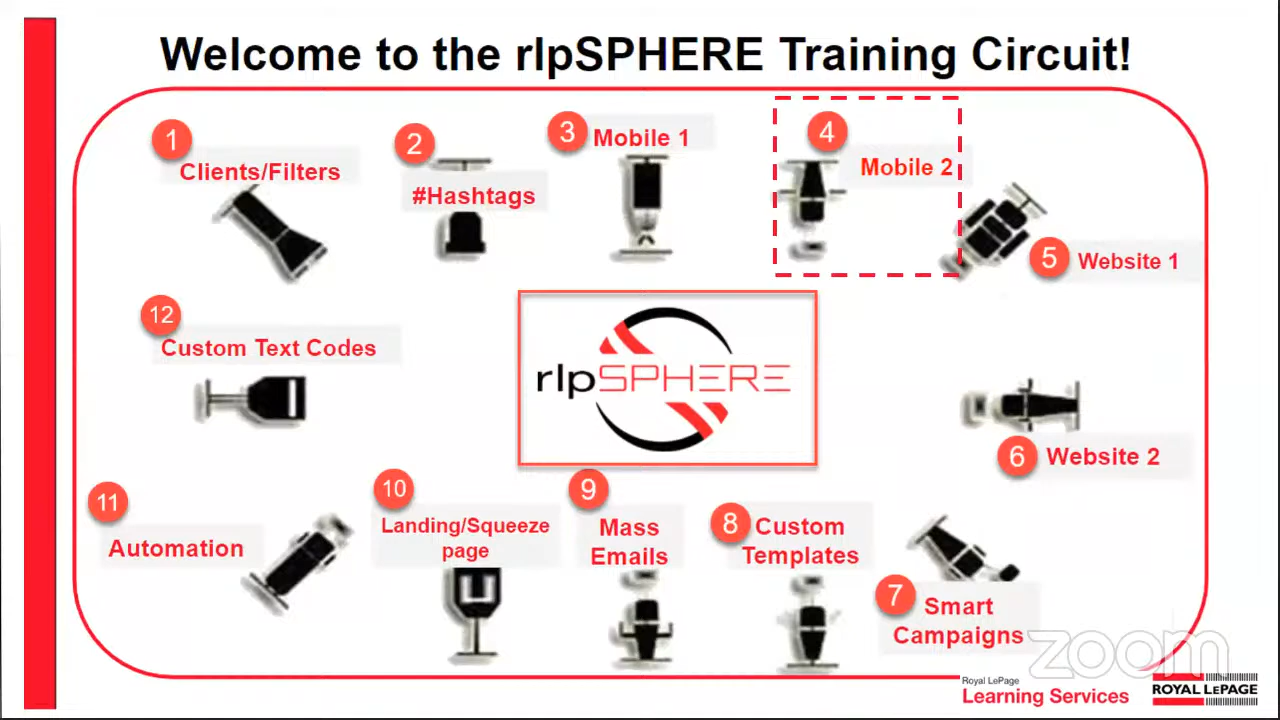 Welcome to the rlpSPHERE Training Circuit!
1
Clients/Filters
2
#Hashtags
3
Mobile 1
4
Mobile 2
5
Website 1
6
Website 2
7
Smart
Campaigns
8
Custom
Templates
9
Mass
Emails
10
Landing/Squeeze
page
11
Automation
12
Custom Text Codes
rlpSPHERE
zoom
Royal LePage
Learning Services
ROYAL LEPAGE